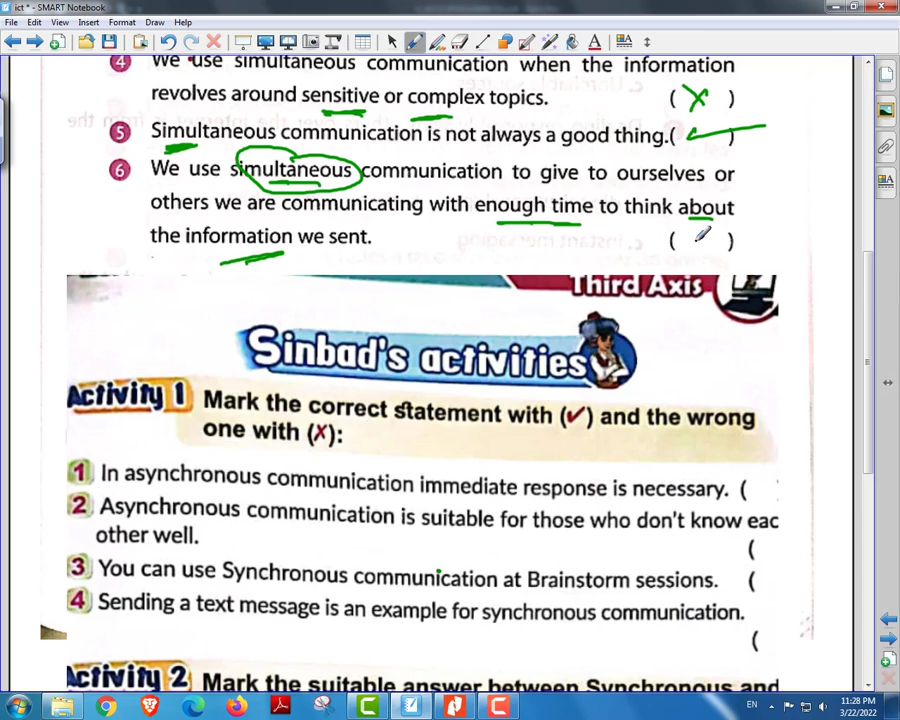 ict * - SMART Notebook
File Edit View Insert Format Draw Help
4 We use simultaneous communication when the information
revolves around sensitive or complex topics. ( X )
5 Simultaneous communication is not always a good thing.( ✓ )
6 We use simultaneous communication to give to ourselves or
others we are communicating with enough time to think about
the information we sent. ( )
Third Axis
Sinbad's activities
Activity 1 Mark the correct statement with (✓) and the wrong
one with (✗):
1 In asynchronous communication immediate response is necessary. (
2 Asynchronous communication is suitable for those who don't know eac
other well. (
3 You can use Synchronous communication at Brainstorm sessions. (
4 Sending a text message is an example for synchronous communication.
(
Activity 2 Mark the suitable answer between Synchronous and
EN 11:28 PM
3/22/2022